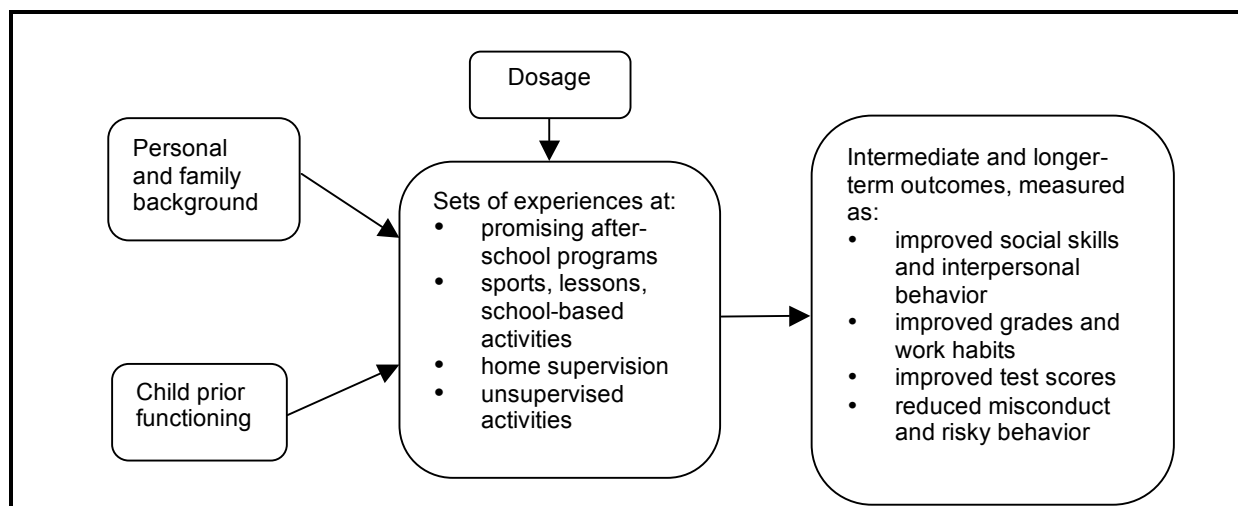 Dosage
Personal
and family
background
Child prior
functioning
Sets of experiences at:
• promising after-
school programs
• sports, lessons,
school-based
activities
• home supervision
• unsupervised
activities
Intermediate and longer-
term outcomes, measured
as:
• improved social skills
and interpersonal
behavior
• improved grades and
work habits
• improved test scores
• reduced misconduct
and risky behavior